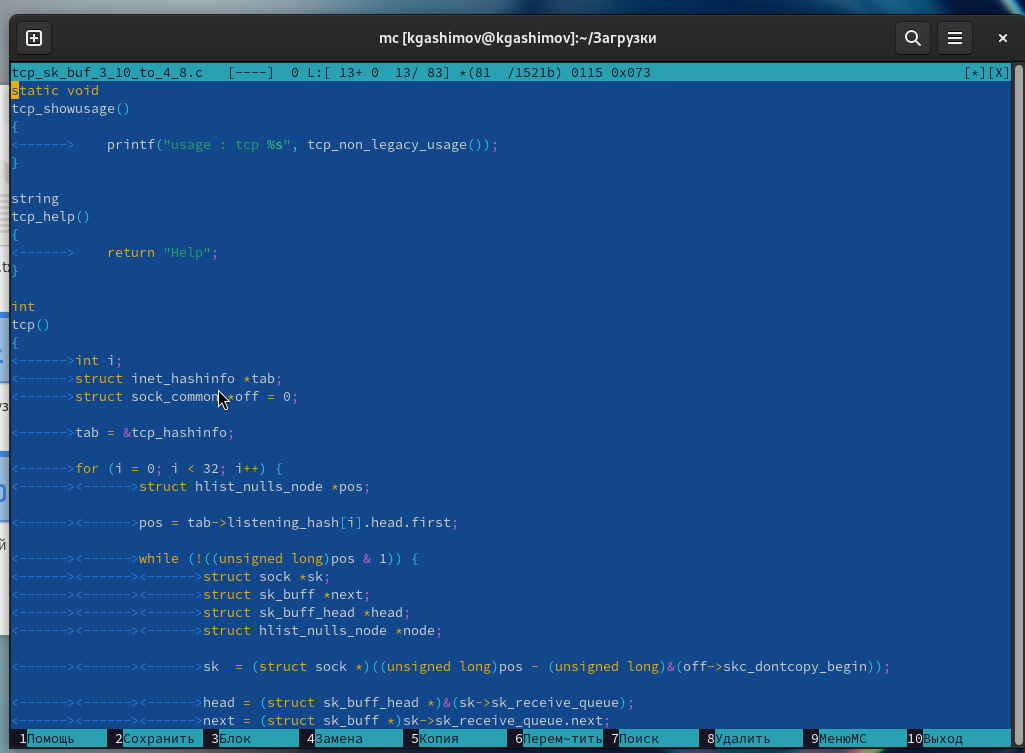 mc [kgashimov@kgashimov]:~/Загрузки
tcp_sk_buf_3_10_to_4_8.c   [----]  0 L:[ 13+ 0  13/ 83] *(81  /1521b) 0115 0x073   [*][X]
static void
tcp_showusage()
{
<------>    printf("usage : tcp %s", tcp_non_legacy_usage());
}
string
tcp_help()
{
<------>    return "Help";
}
int
tcp()
{
<------>int i;
<------>struct inet_hashinfo *tab;
<------>struct sock_common *off = 0;
<------>tab = &tcp_hashinfo;
<------>for (i = 0; i < 32; i++) {
<------><------>struct hlist_nulls_node *pos;
<------><------>pos = tab->listening_hash[i].head.first;
<------><------>while (!((unsigned long)pos & 1)) {
<------><------><------>struct sock *sk;
<------><------><------>struct sk_buff *next;
<------><------><------>struct sk_buff_head *head;
<------><------><------>struct hlist_nulls_node *node;
<------><------><------>sk  = (struct sock *)((unsigned long)pos - (unsigned long)&(off->skc_dontcopy_begin));
<------><------><------>head = (struct sk_buff_head *)&(sk->sk_receive_queue);
<------><------><------>next = (struct sk_buff *)sk->sk_receive_queue.next;
1Помощь 2Сохранить 3Блок 4Замена 5Копия 6Перем~тить 7Поиск 8Удалить 9МенюMC 10Выход